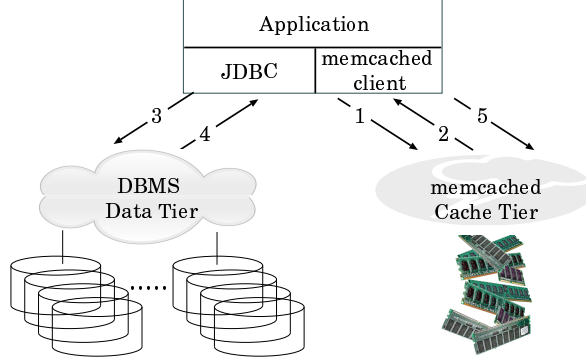 Application
JDBC
memcached
client
3
4
1
2
5
DBMS
Data Tier
memcached
Cache Tier